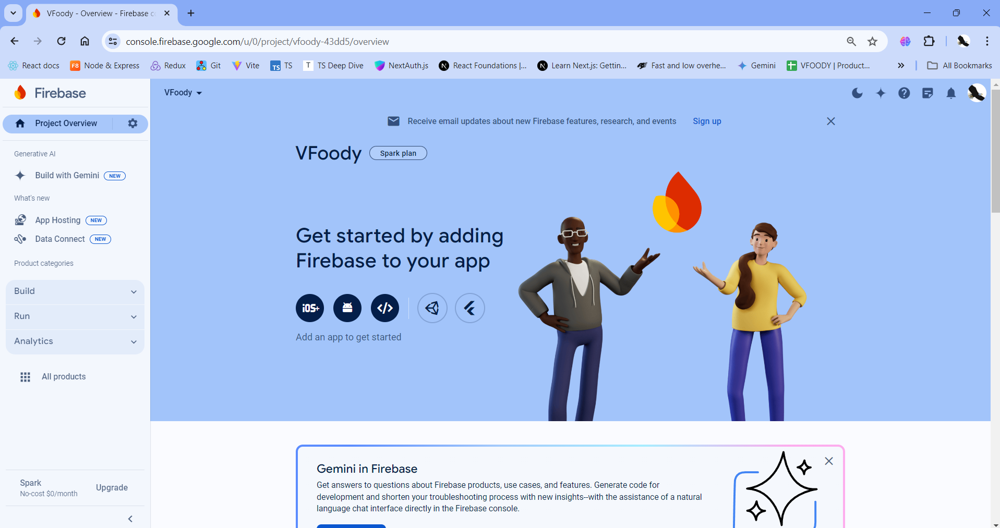 VFoody - Overview - Firebase co
console.firebase.google.com/u/0/project/vfoody-43dd5/overview
React docs
F8 Node & Express
Redux
Git
Vite
TS TS
T TS Deep Dive
NextAuth.js
N React Foundations |...
N Learn Next.js: Gettin...
Fast and low overhe...
Gemini
VFOODY | Product...
All Bookmarks
Firebase
VFoody
Project Overview
Receive email updates about new Firebase features, research, and events Sign up
VFoody Spark plan
Generative AI
Build with Gemini NEW
What's new
App Hosting NEW
Data Connect NEW
Product categories
Build
Run
Analytics
All products
Spark
No-cost $0/month
Upgrade
Get started by adding
Firebase to your app
iOS+
</>
Add an app to get started
Gemini in Firebase
Get answers to questions about Firebase products, use cases, and features. Generate code for
development and shorten your troubleshooting process with new insights--with the assistance of a natural
language chat interface directly in the Firebase console.